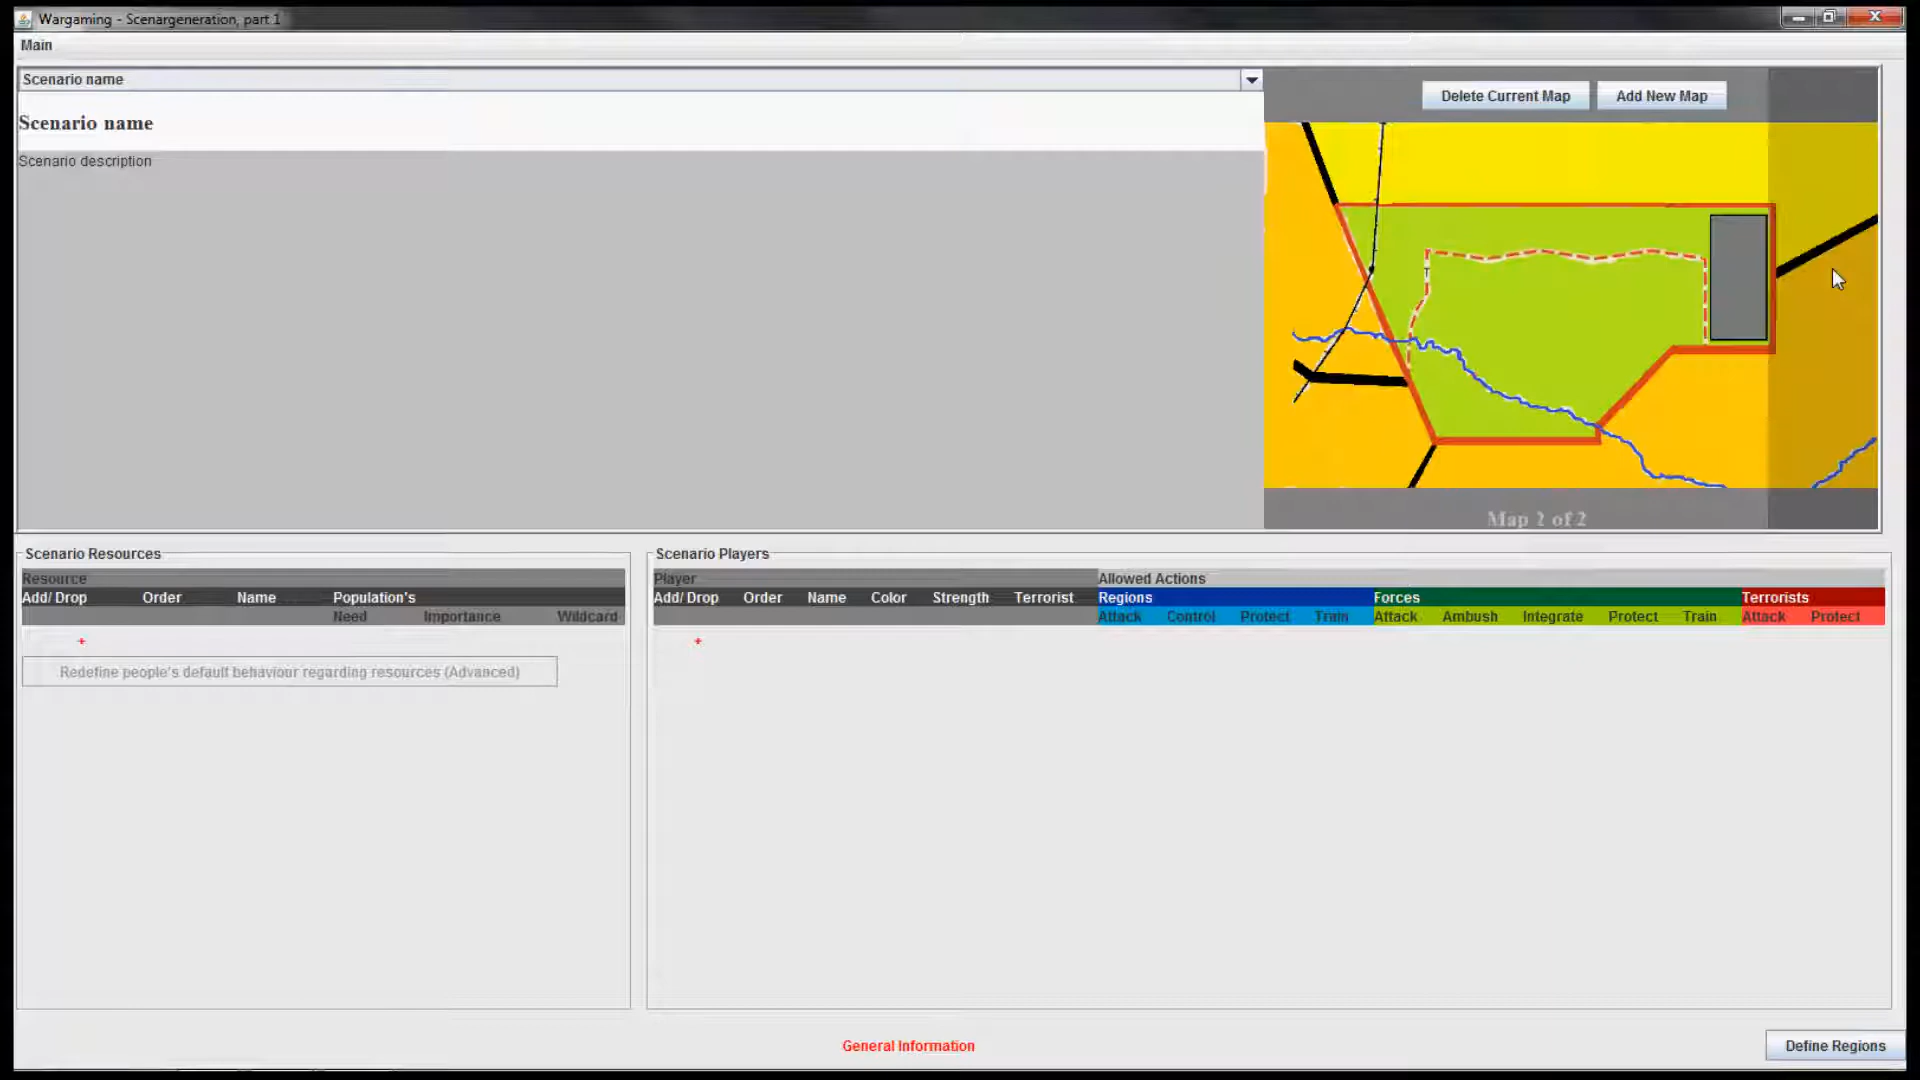 Wargaming - Scenargeneration, part 1
Main
Scenario name
Delete Current Map Add New Map
Scenario name
Scenario description
Map 2 of 2
Scenario Resources
Resource
Add/ Drop Order Name Population's
Need Importance Wildcard
+
Redefine people's default behaviour regarding resources (Advanced)
Scenario Players
Player Allowed Actions
Add/ Drop Order Name Color Strength Terrorist Regions Forces Terrorists
Attack Control Protect Train Attack Ambush Integrate Protect Train Attack Protect
+
General Information
Define Regions